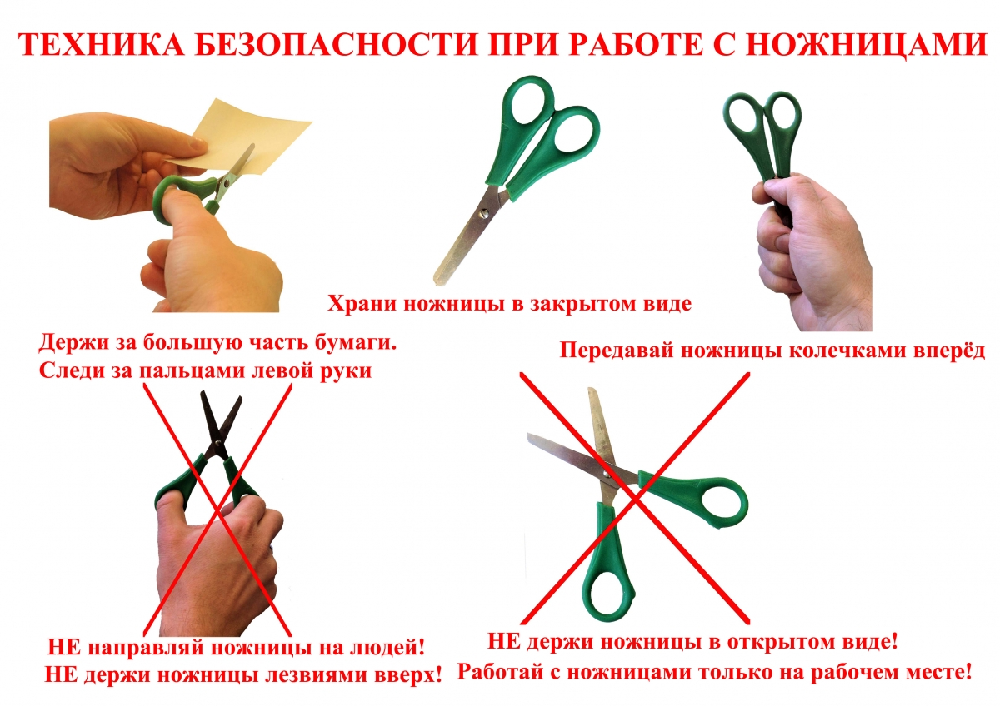 ТЕХНИКА БЕЗОПАСНОСТИ ПРИ РАБОТЕ С НОЖНИЦАМИ
Храни ножницы в закрытом виде
Держи за большую часть бумаги.
Следи за пальцами левой руки
Передавай ножницы колечками вперёд
НЕ направляй ножницы на людей!
НЕ держи ножницы лезвиями вверх!
НЕ держи ножницы в открытом виде!
Работай с ножницами только на рабочем месте!